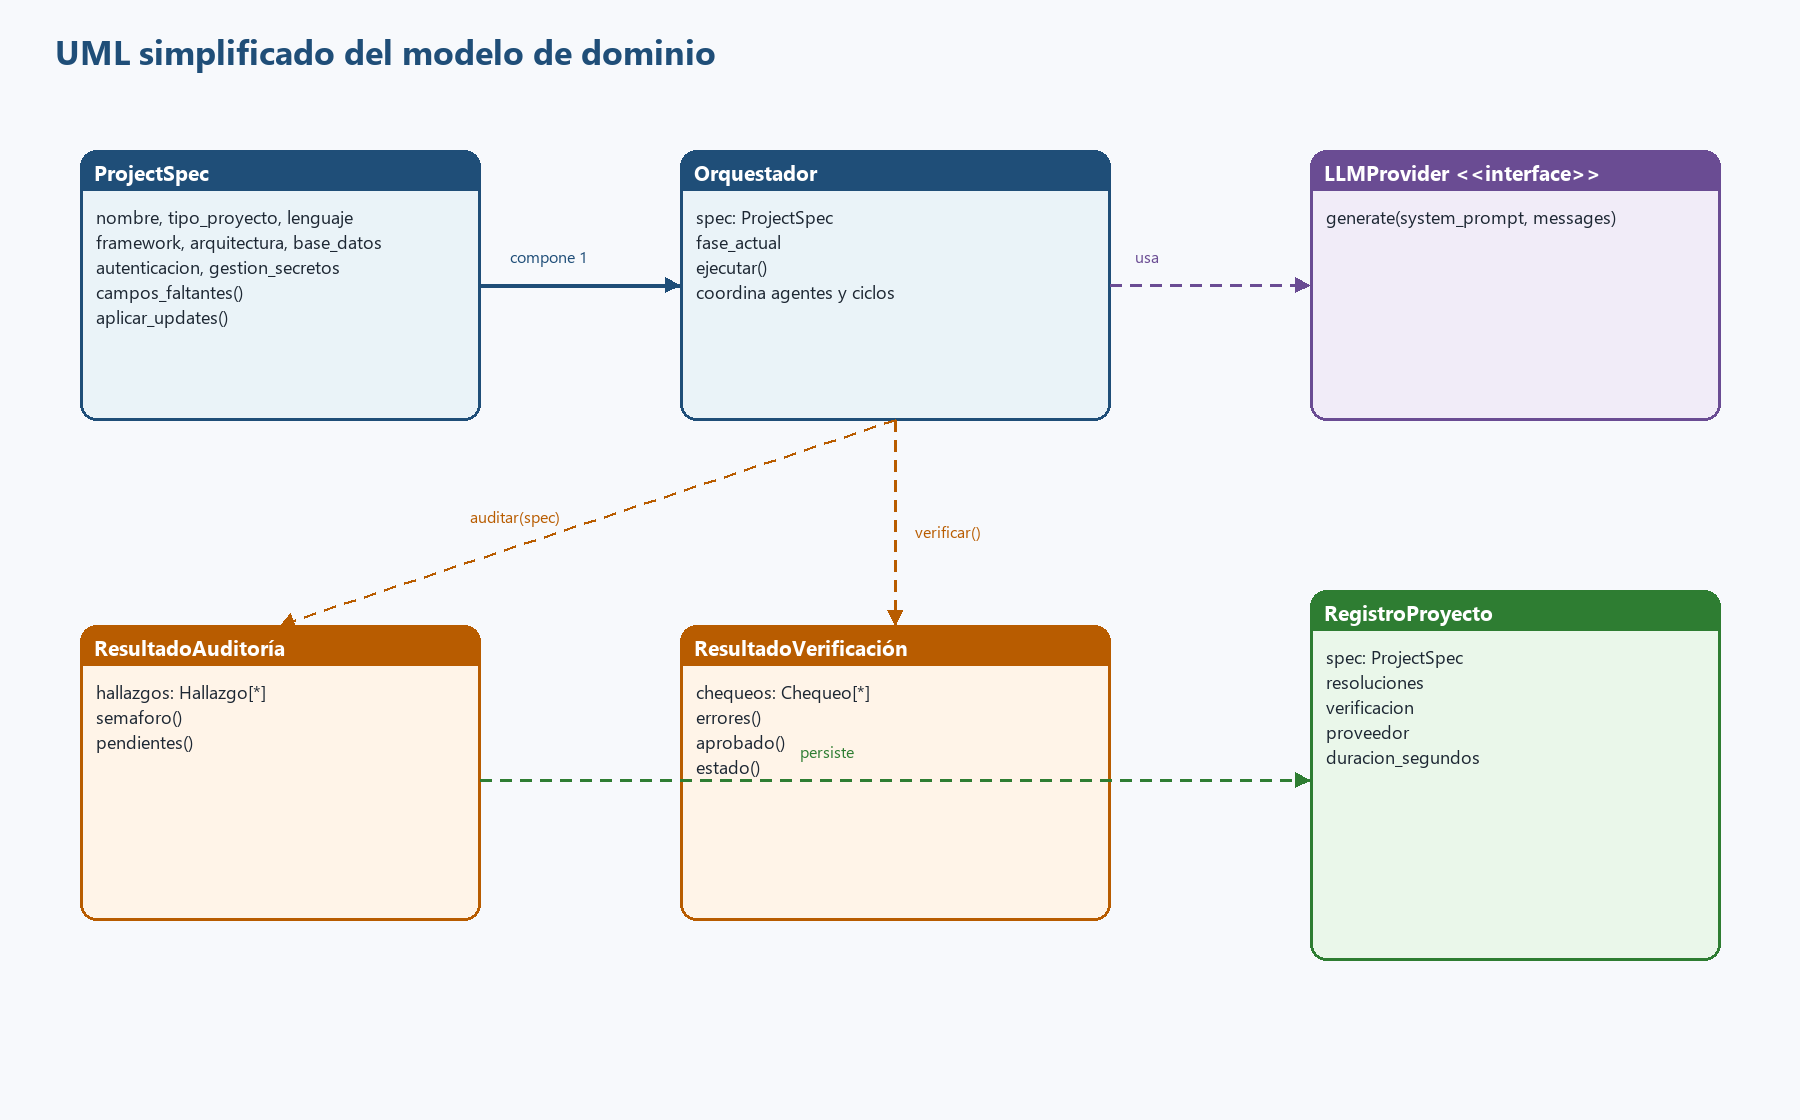 UML simplificado del modelo de dominio
ProjectSpec
nombre, tipo_proyecto, lenguaje
framework, arquitectura, base_datos
autenticacion, gestion_secretos
campos_faltantes()
aplicar_updates()
compone 1
Orquestador
spec: ProjectSpec
fase_actual
ejecutar()
coordina agentes y ciclos
usa
LLMProvider <<interface>>
generate(system_prompt, messages)
auditar(spec)
verificar()
ResultadoAuditoría
hallazgos: Hallazgo[*]
semaforo()
pendientes()
ResultadoVerificación
chequeos: Chequeo[*]
errores()
aprobado()
estado()
persiste
RegistroProyecto
spec: ProjectSpec
resoluciones
verificacion
proveedor
duracion_segundos